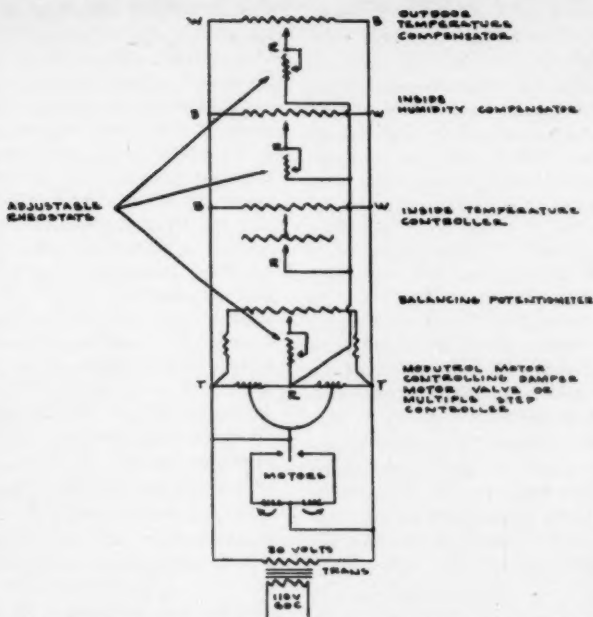 W
B
OUTDOOR
TEMPERATURE
COMPENSATOR
R
INSIDE
HUMIDITY COMPENSATOR
B
W
R
ADJUSTABLE
RHEOSTATS
B
W
INSIDE TEMPERATURE
CONTROLLER
R
BALANCING POTENTIOMETER
MODUTROL MOTOR
CONTROLLING DAMPER
MOTOR VALVE OR
MULTIPLE STEP
CONTROLLER
T
R
T
MOTORS
20 VOLTS
TRANS
110V
60C